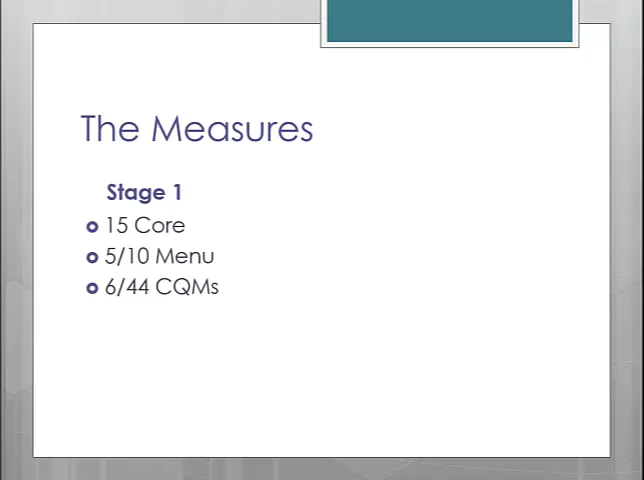 The Measures
Stage 1
15 Core
5/10 Menu
6/44 CQMs